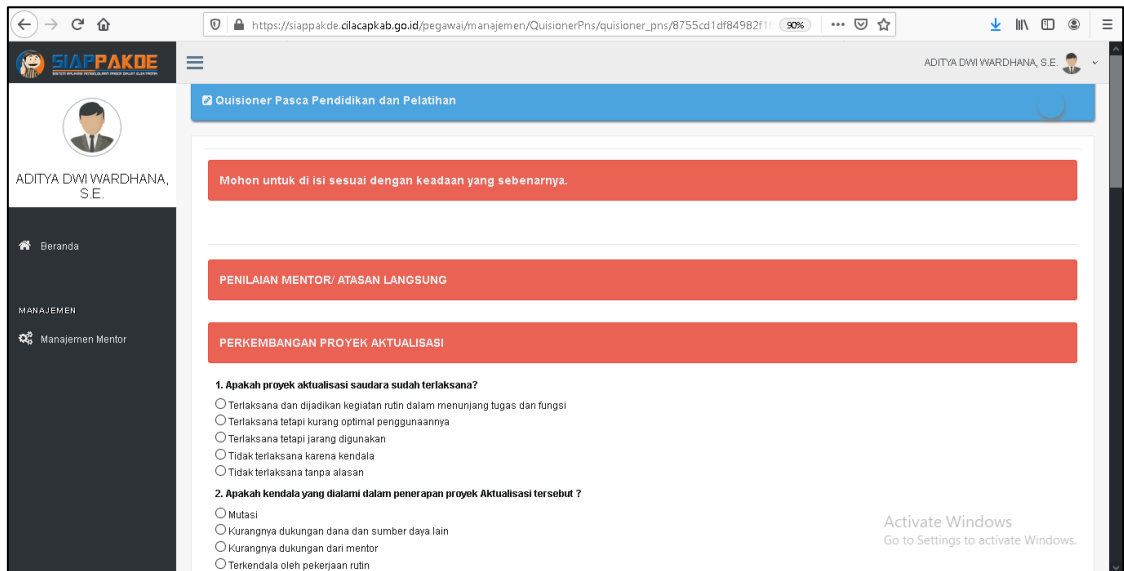 https://siappakde.cilacapkab.go.id/pegawai/manajemen/QuisionerPns/quisioner_pns/8755cd1df84982f1
90%
SIAPPAKDE
ADITYA DWI WARDHANA, S.E.
ADITYA DWI WARDHANA,
S.E.
Beranda
MANAJEMEN
Manajemen Mentor
Quisioner Pasca Pendidikan dan Pelatihan
Mohon untuk di isi sesuai dengan keadaan yang sebenarnya.
PENILAIAN MENTOR/ ATASAN LANGSUNG
PERKEMBANGAN PROYEK AKTUALISASI
1. Apakah proyek aktualisasi saudara sudah terlaksana?
Terlaksana dan dijadikan kegiatan rutin dalam menunjang tugas dan fungsi
Terlaksana tetapi kurang optimal penggunaannya
Terlaksana tetapi jarang digunakan
Tidak terlaksana karena kendala
Tidak terlaksana tanpa alasan
2. Apakah kendala yang dialami dalam penerapan proyek Aktualisasi tersebut ?
Mutasi
Kurangnya dukungan dana dan sumber daya lain
Kurangnya dukungan dari mentor
Terkendala oleh pekerjaan rutin
Activate Windows
Go to Settings to activate Windows.